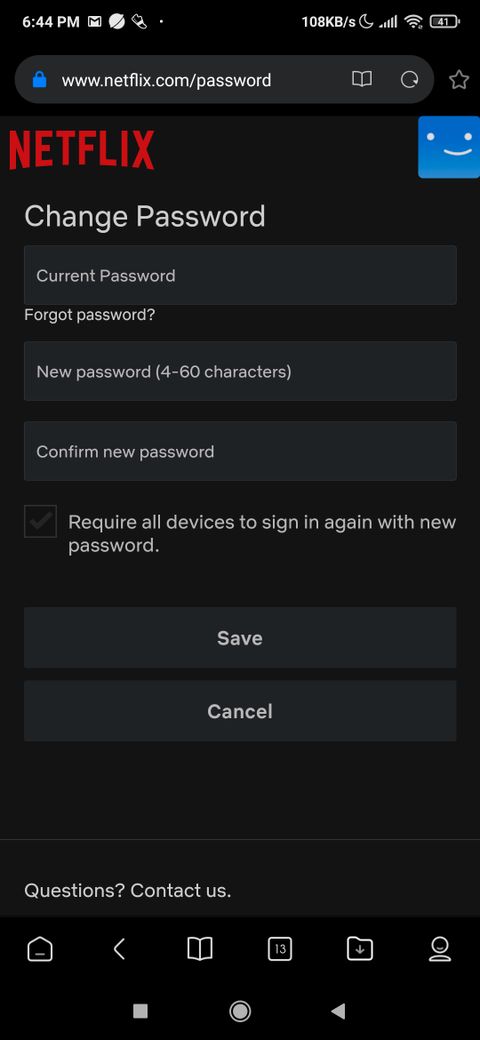 6:44 PM 108KB/s 41
www.netflix.com/password
NETFLIX
Change Password
Current Password
Forgot password?
New password (4-60 characters)
Confirm new password
Require all devices to sign in again with new
password.
Save
Cancel
Questions? Contact us.
13